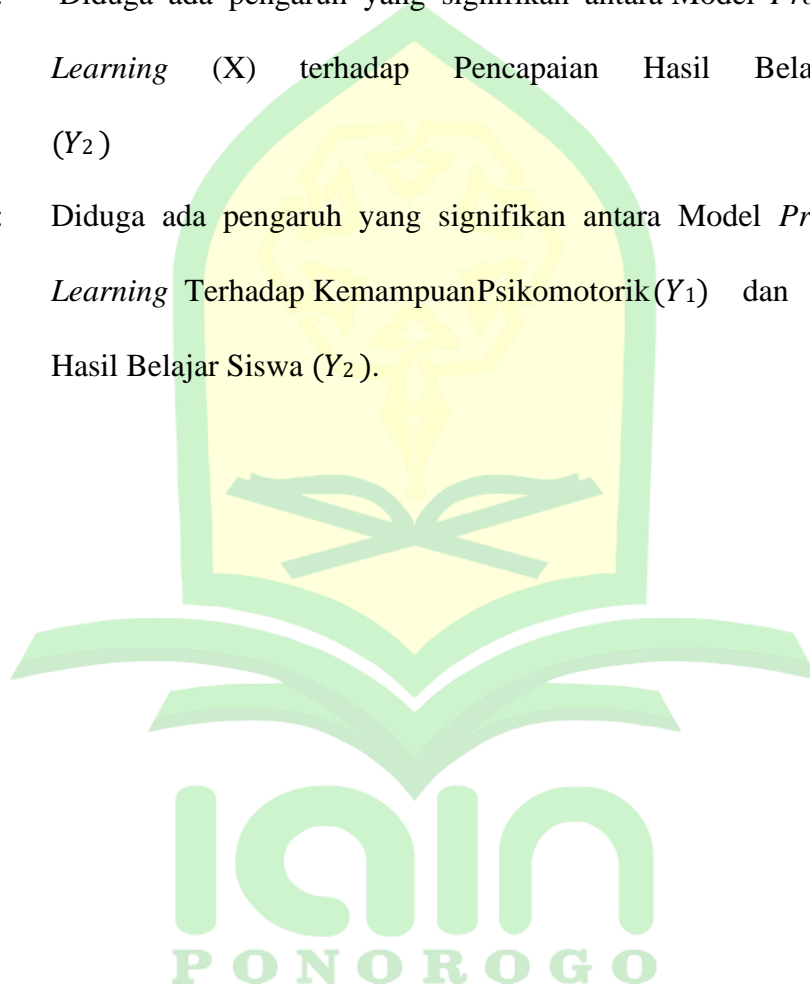 : Diduga ada pengaruh yang signifikan antara Model
Learning (X) terhadap Pencapaian Hasil
(Y2)
: Diduga ada pengaruh yang signifikan antara Model
Learning Terhadap KemampuanPsikomotorik(Y1) dan
Hasil Belajar Siswa (Y2).
iain
PONOROGO